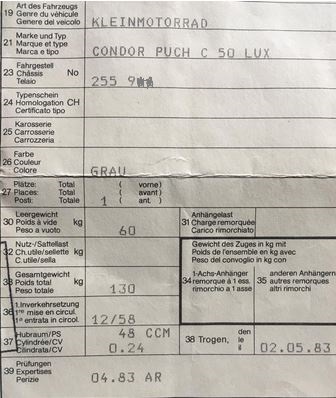 Art des Fahrzeugs
19 Genre du véhicule
Genere del veicolo
KLEINMOTORRAD
Marke und Typ
21 Marque et type
Marca e tipo
CONDOR PUCH C 50 LUX
Fahrgestell
23 Châssis No
Telaio
255 9
Typenschein
24 Homologation CH
Certificato tipo
Karosserie
25 Carrosserie
Carrozzeria
Farbe
26 Couleur
Colore
GRAU
Plätze: Total ( vorne)
27 Places: Total ( avant)
Posti: Totale ( ant. )
1
Leergewicht
30 Poids à vide kg
Peso a vuoto
60
Anhängelast
31 Charge remorquée
Carico rimorchiato
Nutz-/Sattellast
32 Ch.utile/sellette kg
C.utile/sella
Gewicht des Zuges in kg mit
Poids de l'ensemble en kg avec
Peso del convoglio in kg con
Gesamtgewicht
33 Poids total kg
Peso totale
130
1-Achs-Anhänger
34 remorque à 1 ess.
rimorchio a 1 asse
anderen Anhängern
35 autres remorques
altri rimorchi
1.Inverkehrsetzung
36 1re mise en circul.
1a entrata in circol.
12/58
Hubraum/PS
37 Cylindrée/CV
Cilindrata/CV
48 CCM
0.24
38 Trogen,
den
le
il
02.05.83
Prüfungen
39 Expertises
Perizie
04.83 AR